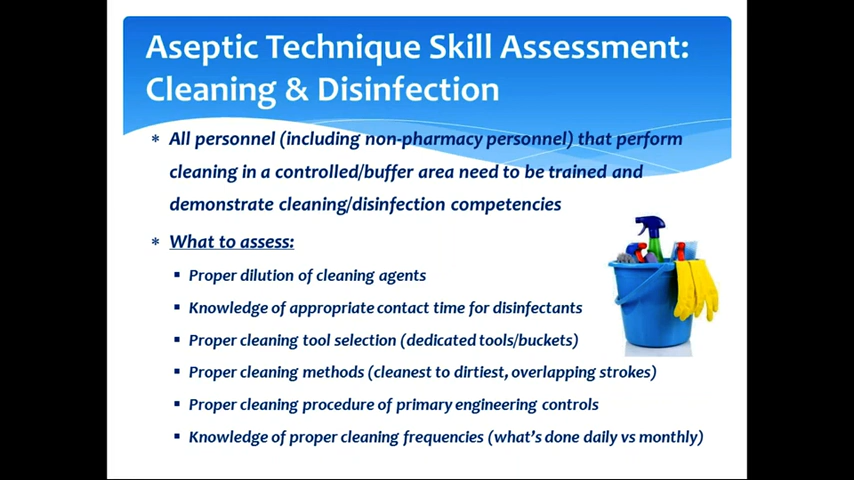 Aseptic Technique Skill Assessment:
Cleaning & Disinfection
* All personnel (including non-pharmacy personnel) that perform
cleaning in a controlled/buffer area need to be trained and
demonstrate cleaning/disinfection competencies
* What to assess:
▪ Proper dilution of cleaning agents
▪ Knowledge of appropriate contact time for disinfectants
▪ Proper cleaning tool selection (dedicated tools/buckets)
▪ Proper cleaning methods (cleanest to dirtiest, overlapping strokes)
▪ Proper cleaning procedure of primary engineering controls
▪ Knowledge of proper cleaning frequencies (what's done daily vs monthly)